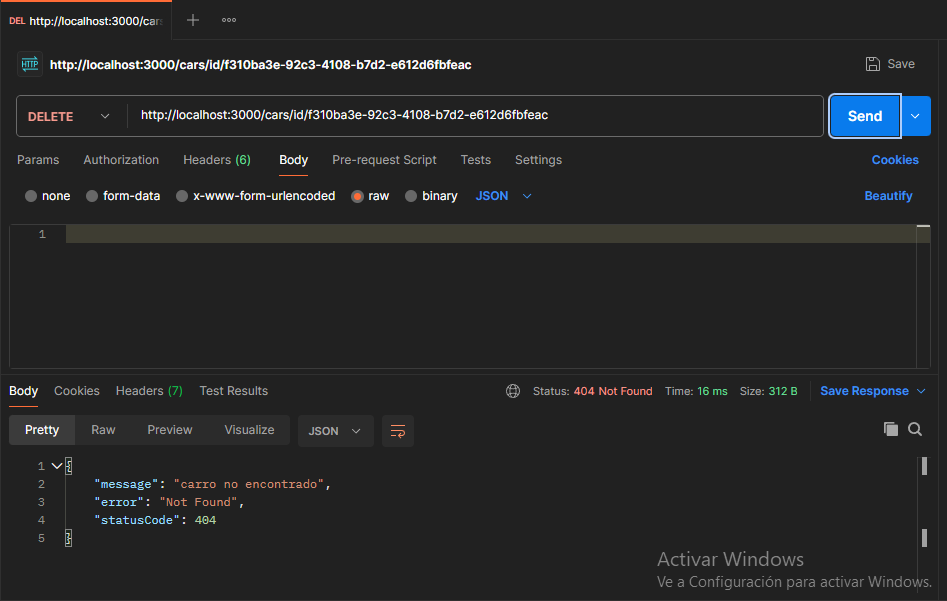 DEL http://localhost:3000/cars
HTTP http://localhost:3000/cars/id/f310ba3e-92c3-4108-b7d2-e612d6fbfeac Save
DELETE http://localhost:3000/cars/id/f310ba3e-92c3-4108-b7d2-e612d6fbfeac Send
Params Authorization Headers (6) Body Pre-request Script Tests Settings Cookies
none form-data x-www-form-urlencoded raw binary JSON Beautify
1
Body Cookies Headers (7) Test Results Status: 404 Not Found Time: 16 ms Size: 312 B Save Response
Pretty Raw Preview Visualize JSON
1 {
2 "message": "carro no encontrado",
3 "error": "Not Found",
4 "statusCode": 404
5 }
Activar Windows
Ve a Configuración para activar Windows.